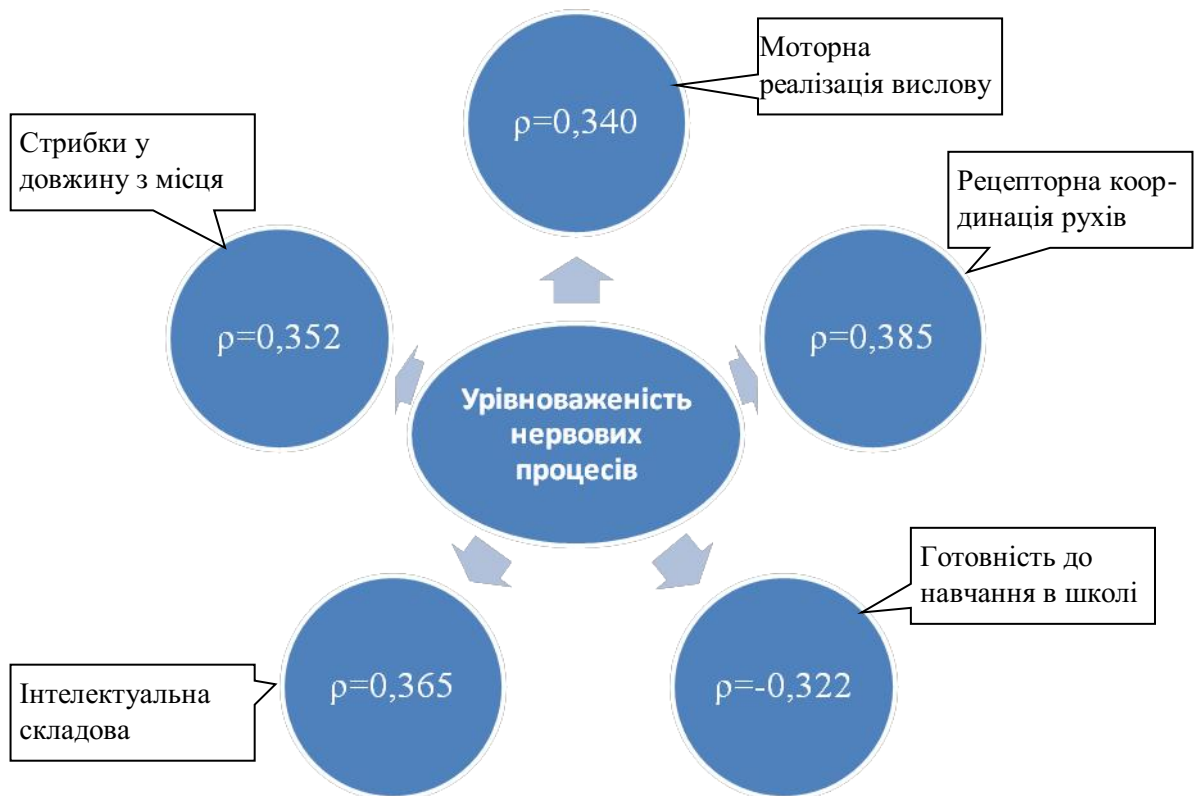 Моторна
реалізація вислову
ρ=0,340
Стрибки у
довжину з місця
Рецепторна коор-
динація рухів
ρ=0,352
ρ=0,385
Урівноваженість
нервових
процесів
Готовність до
навчання в школі
ρ=0,365
ρ=-0,322
Інтелектуальна
складова